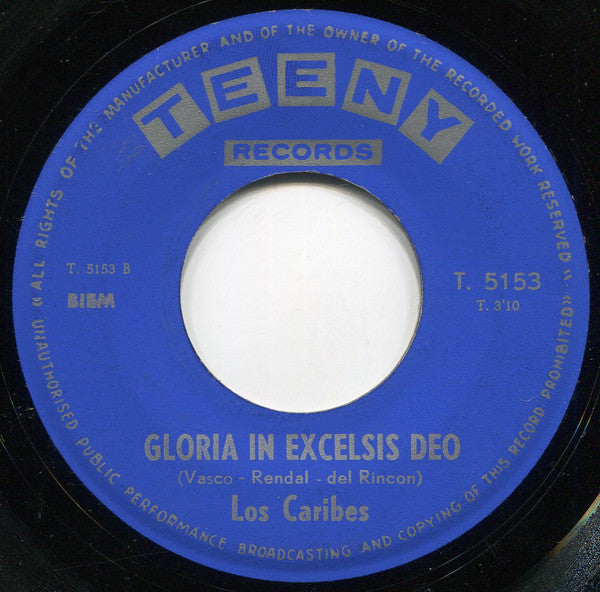 «ALL RIGHTS OF THE MANUFACTURER AND OF THE OWNER OF THE RECORDED WORK RESERVED»
TEENY
RECORDS
T. 5153 B
BIEM
T. 5153
T. 3'10
GLORIA IN EXCELSIS DEO
(Vasco - Rendal - del Rincon)
Los Caribes
UNAUTHORISED PUBLIC PERFORMANCE BROADCASTING AND COPYING OF THIS RECORD PROHIBITED»